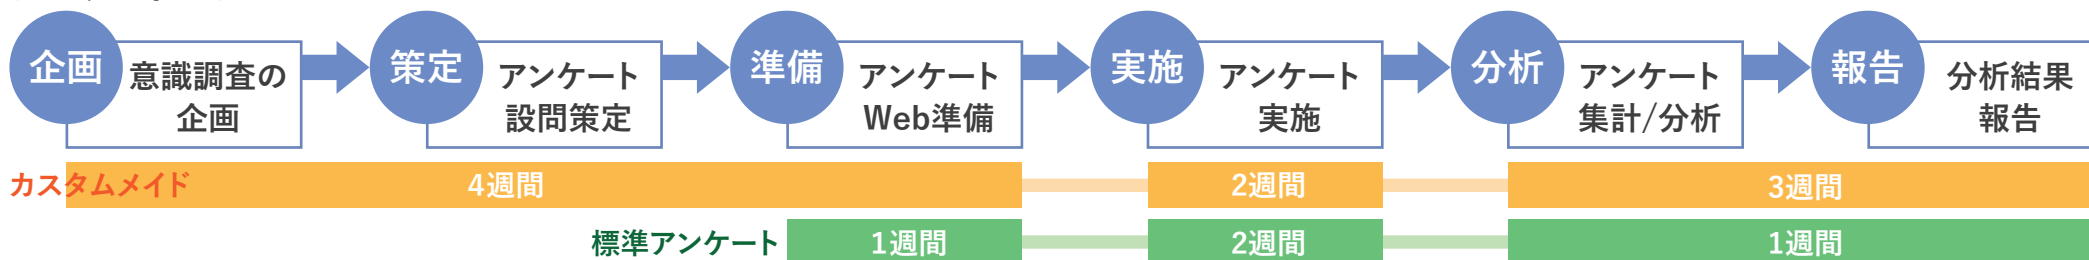 企画
意識調査の
企画
策定
アンケート
設問策定
準備
アンケート
Web準備
実施
アンケート
実施
分析
アンケート
集計/分析
報告
分析結果
報告
カスタムメイド
4週間
2週間
3週間
標準アンケート
1週間
2週間
1週間